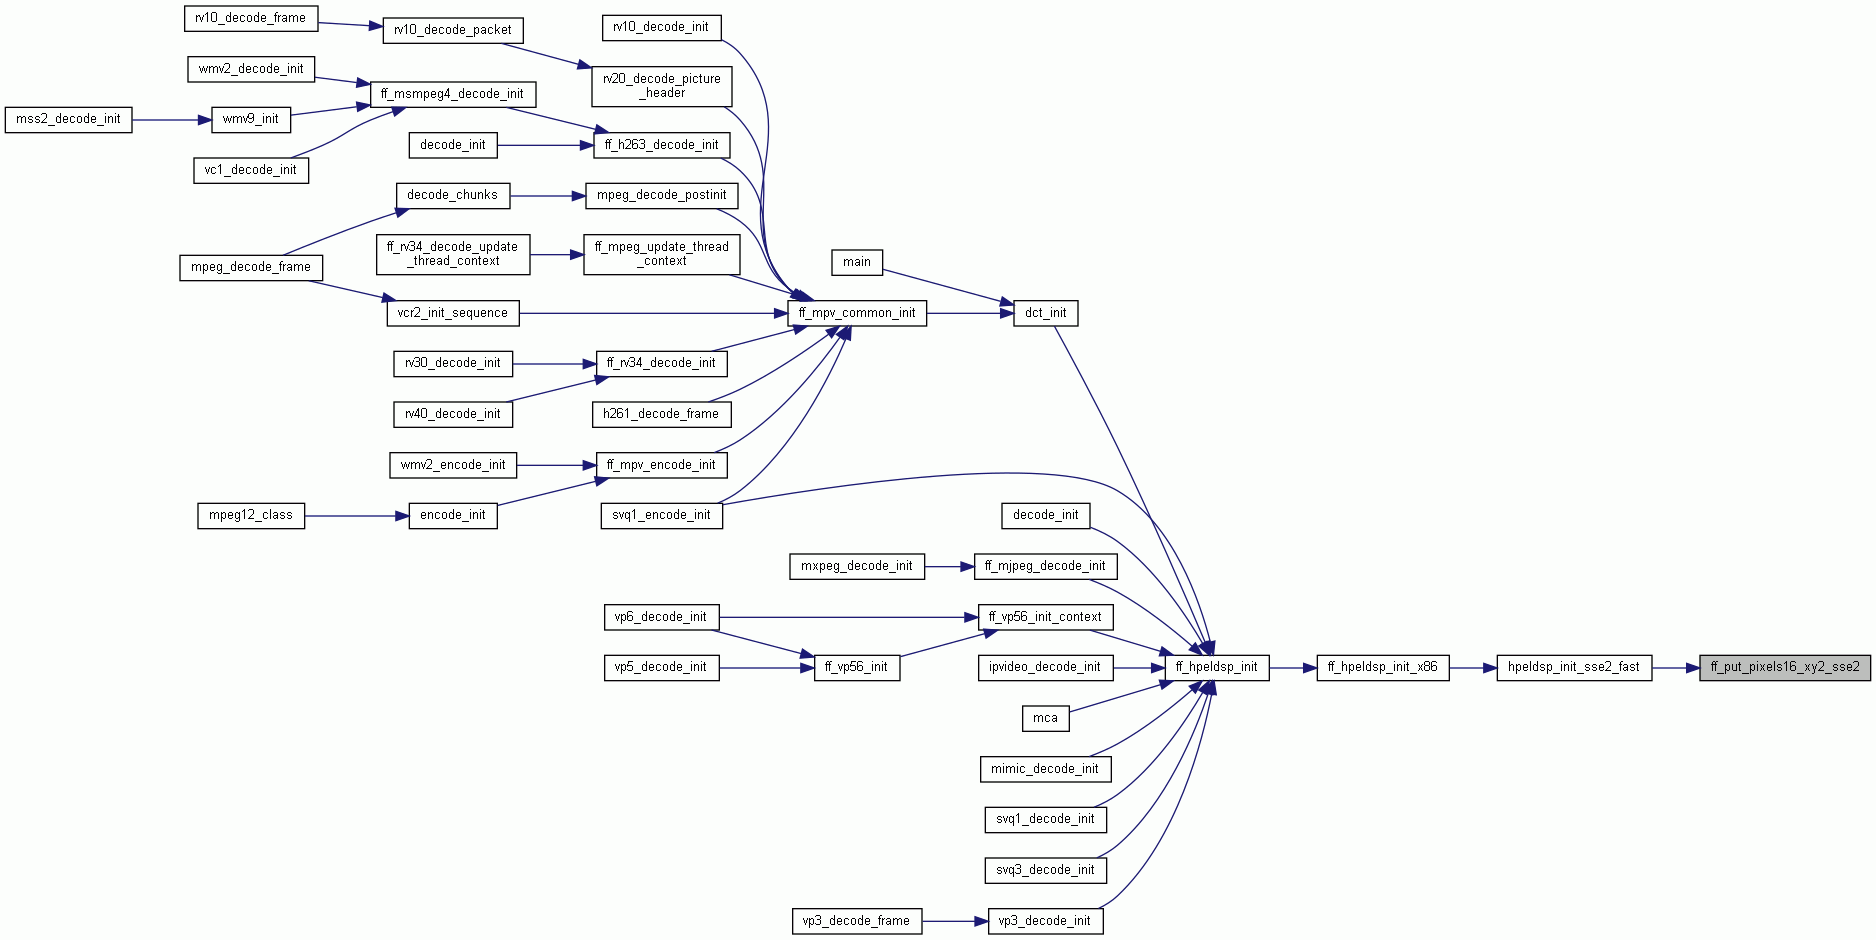 rv10_decode_frame
rv10_decode_packet
rv10_decode_init
wmv2_decode_init
rv20_decode_picture
_header
ff_msmpeg4_decode_init
mss2_decode_init
wmv9_init
decode_init
ff_h263_decode_init
vc1_decode_init
decode_chunks
mpeg_decode_postinit
ff_rv34_decode_update
_thread_context
ff_mpeg_update_thread
_context
main
mpeg_decode_frame
vcr2_init_sequence
ff_mpv_common_init
dct_init
rv30_decode_init
ff_rv34_decode_init
rv40_decode_init
h261_decode_frame
wmv2_encode_init
ff_mpv_encode_init
mpeg12_class
encode_init
svq1_encode_init
decode_init
mxpeg_decode_init
ff_mjpeg_decode_init
vp6_decode_init
ff_vp56_init_context
vp5_decode_init
ff_vp56_init
ipvideo_decode_init
ff_hpeldsp_init
ff_hpeldsp_init_x86
hpeldsp_init_sse2_fast
ff_put_pixels16_xy2_sse2
mca
mimic_decode_init
svq1_decode_init
svq3_decode_init
vp3_decode_frame
vp3_decode_init